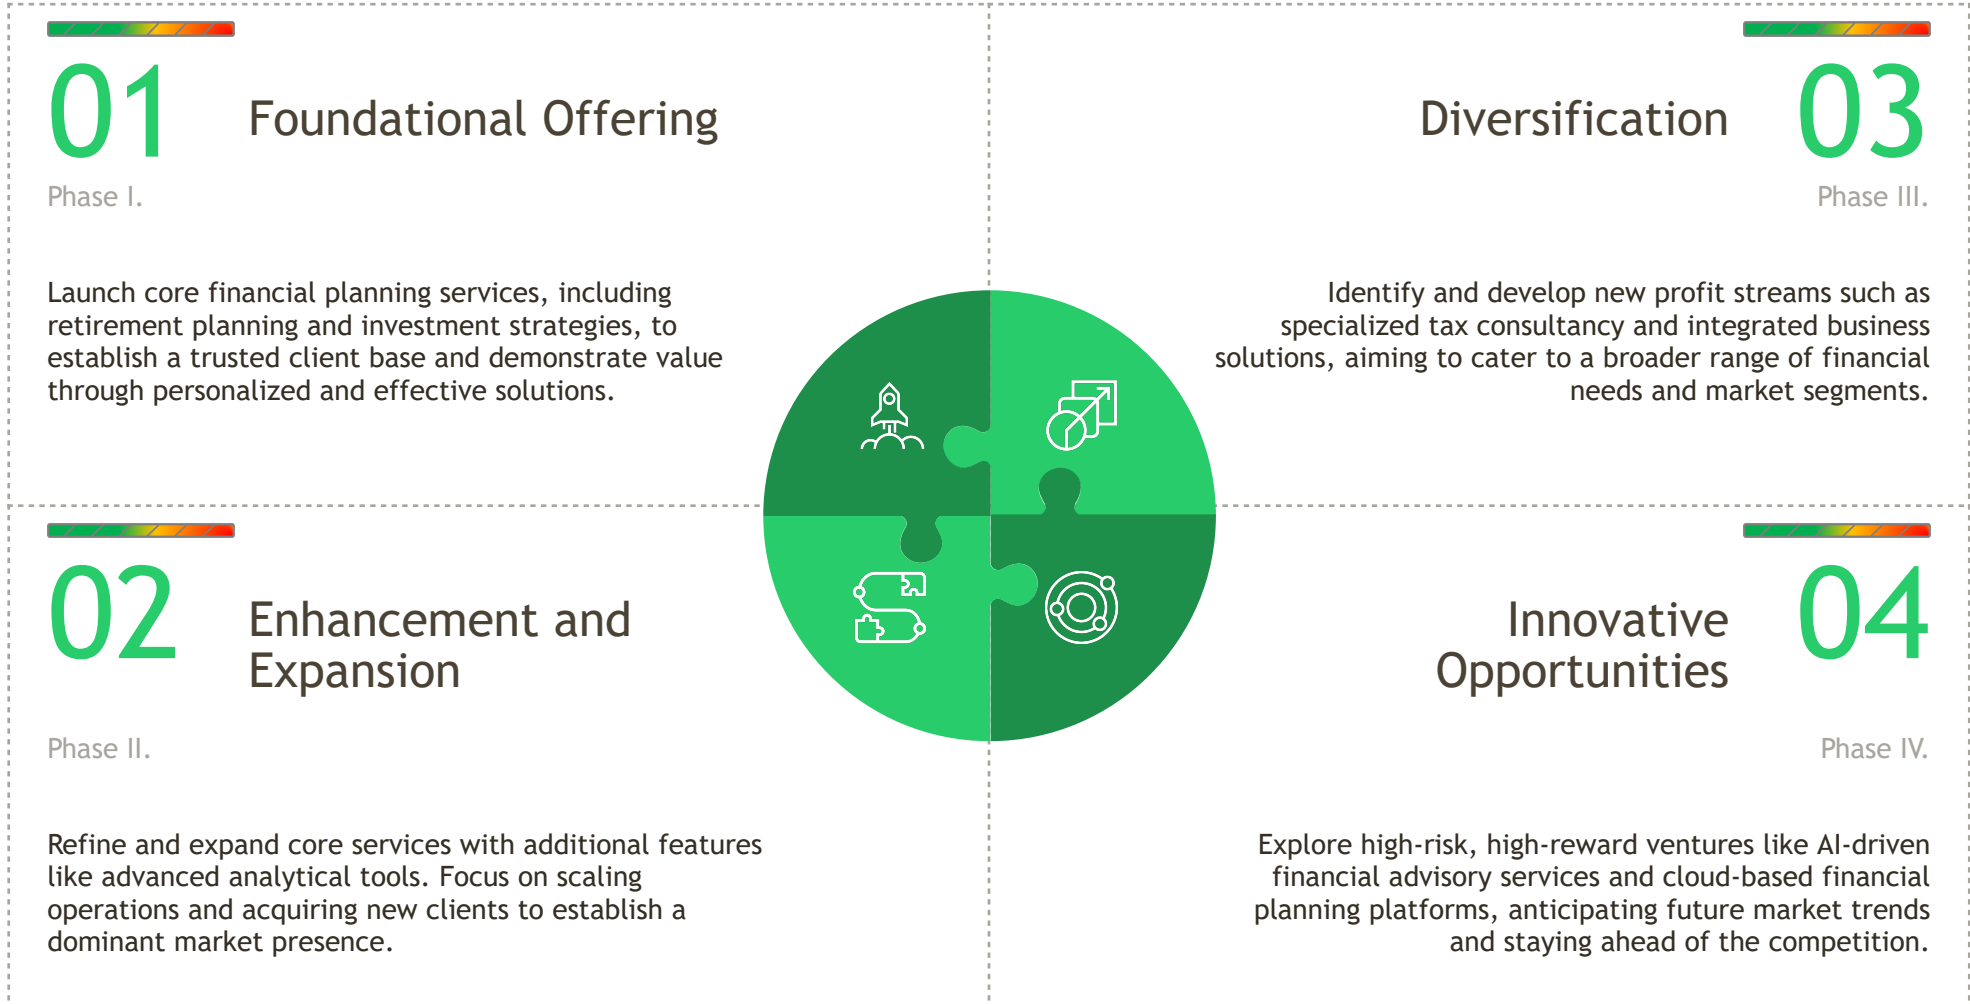 01
Foundational Offering
Phase I.
Launch core financial planning services, including
retirement planning and investment strategies, to
establish a trusted client base and demonstrate value
through personalized and effective solutions.
02
Enhancement and
Expansion
Phase II.
Refine and expand core services with additional features
like advanced analytical tools. Focus on scaling
operations and acquiring new clients to establish a
dominant market presence.
Diversification
03
Phase III.
Identify and develop new profit streams such as
specialized tax consultancy and integrated business
solutions, aiming to cater to a broader range of financial
needs and market segments.
Innovative
Opportunities
04
Phase IV.
Explore high-risk, high-reward ventures like AI-driven
financial advisory services and cloud-based financial
planning platforms, anticipating future market trends
and staying ahead of the competition.